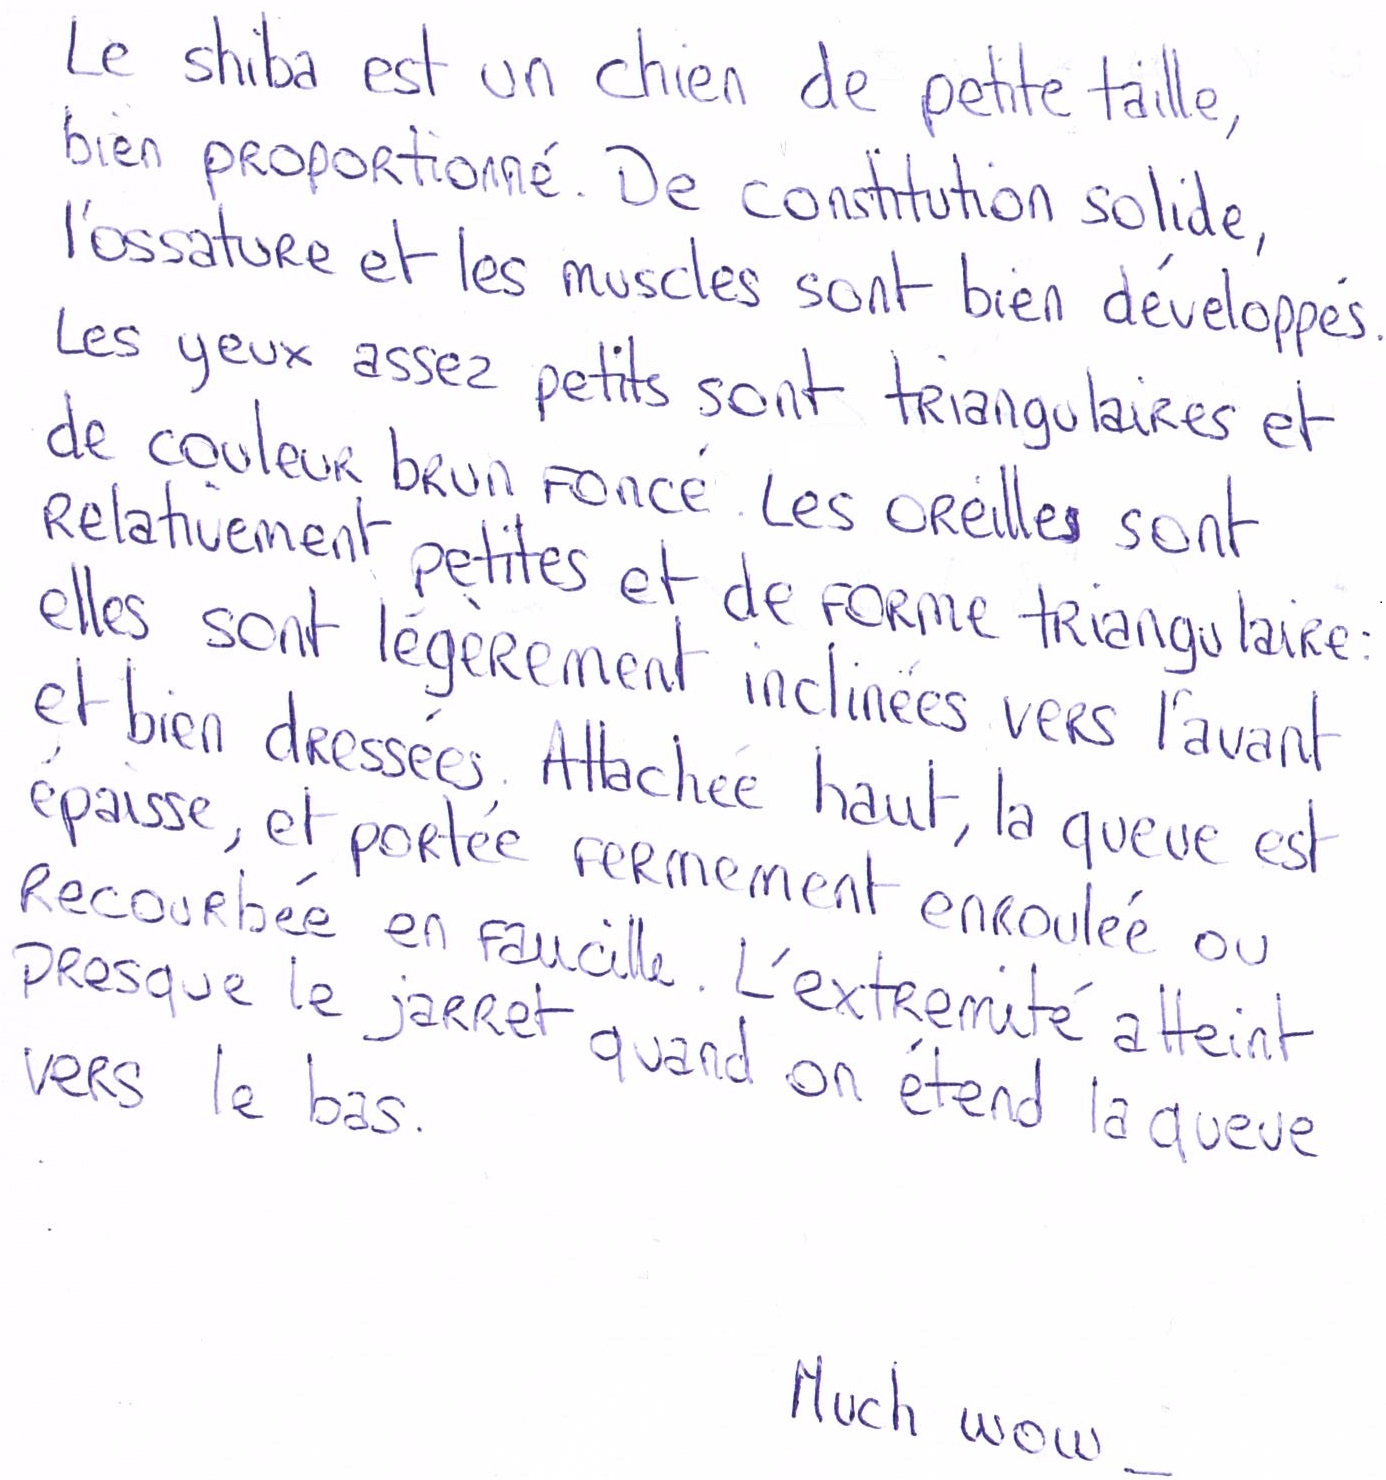 Le shiba est un chien de petite taille,
bien proportionné. De constitution solide,
l'ossature et les muscles sont bien développés.
Les yeux assez petits sont triangulaires et
de couleur brun foncé. Les oreilles sont
relativement petites et de forme triangulaire:
elles sont légèrement inclinées vers l'avant
et bien dressées. Attachée haut, la queue est
épaisse, et portée fermement enroulée ou
recourbée en faucille. L'extremité atteint
presque le jarret quand on étend la queue
vers le bas.
Much wow_